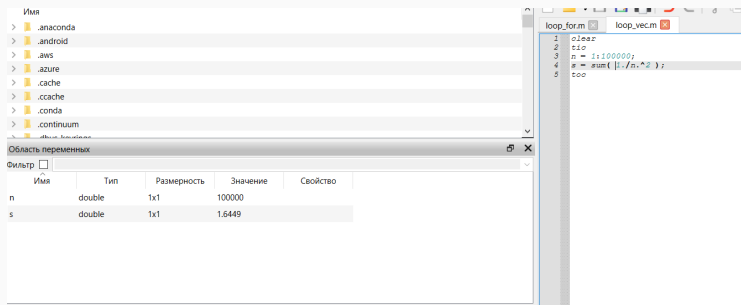 Имя
.anaconda
.android
.aws
.azure
.cache
.ccache
.conda
.continuum
.dbus-keyrings
Область переменных
Фильтр
Имя Тип Размерность Значение Свойство
n double 1x1 100000
s double 1x1 1.6449
loop_for.m loop_vec.m
1 clear
2 tic
3 n = 1:100000;
4 s = sum( 1./n.^2 );
5 toc